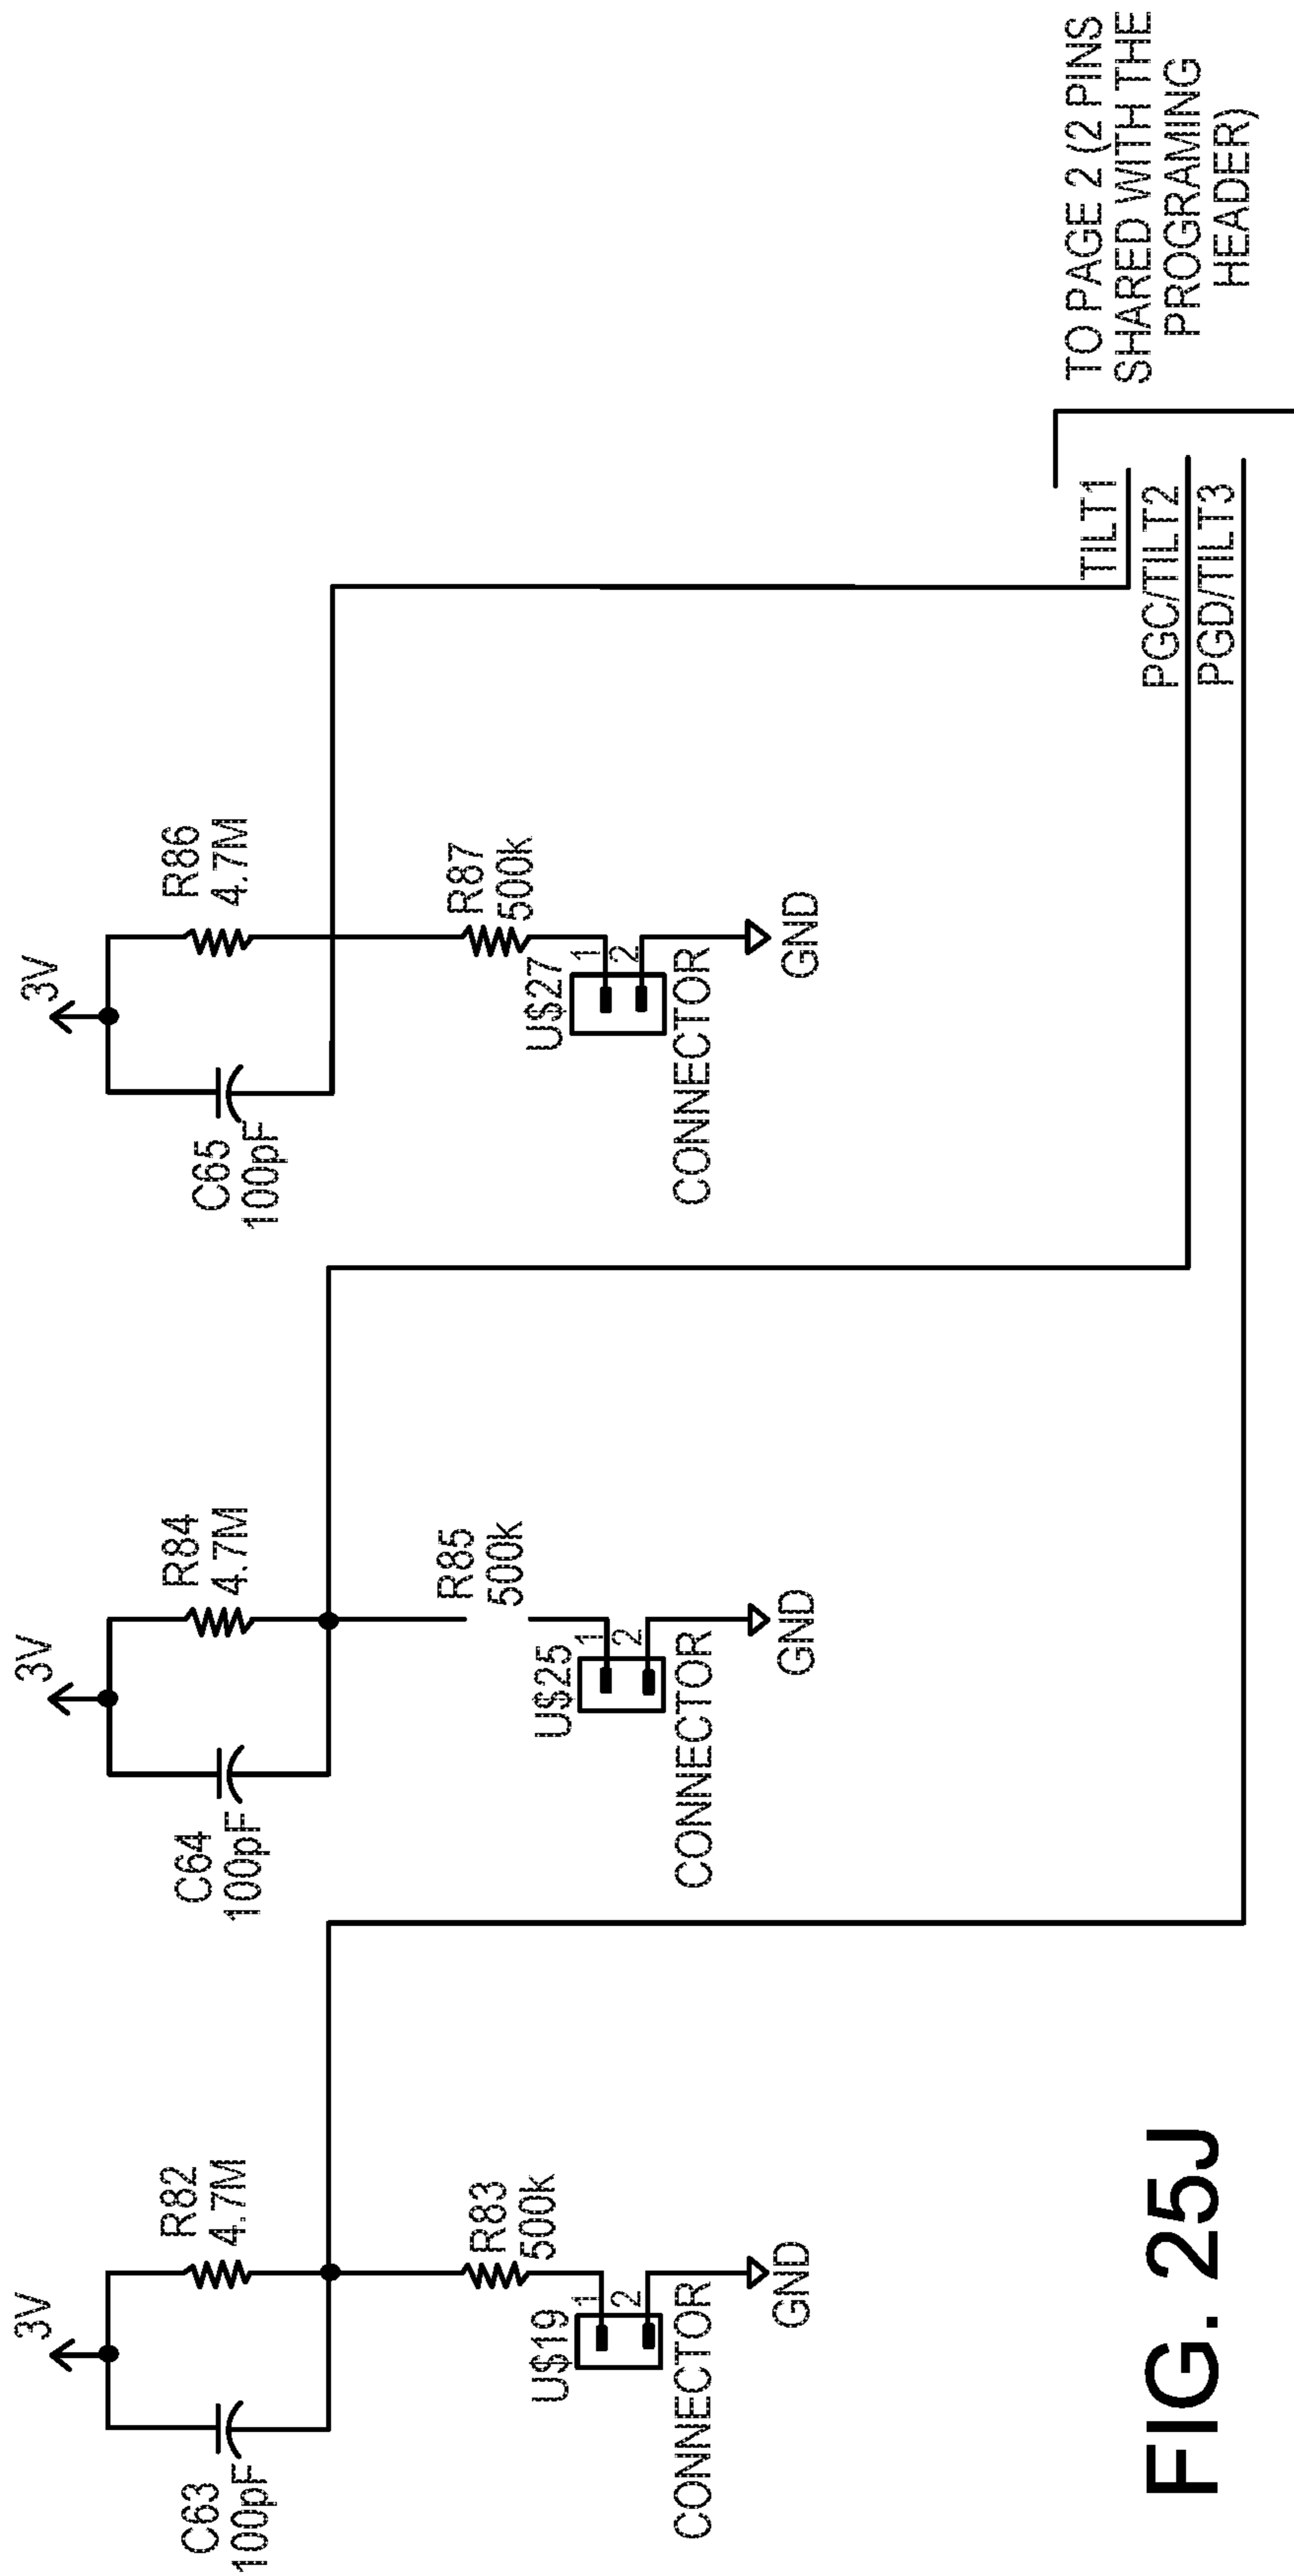 3V
C63
100pF
R82
4.7M
R83
500k
U$19
1
2
CONNECTOR
GND
3V
C64
100pF
R84
4.7M
R85
500k
U$25
1
2
CONNECTOR
GND
3V
C65
100pF
R86
4.7M
R87
500k
U$27
1
2
CONNECTOR
GND
TILT1
PGC/TILT2
PGD/TILT3
TO PAGE 2 (2 PINS
SHARED WITH THE
PROGRAMING
HEADER)
FIG. 25J